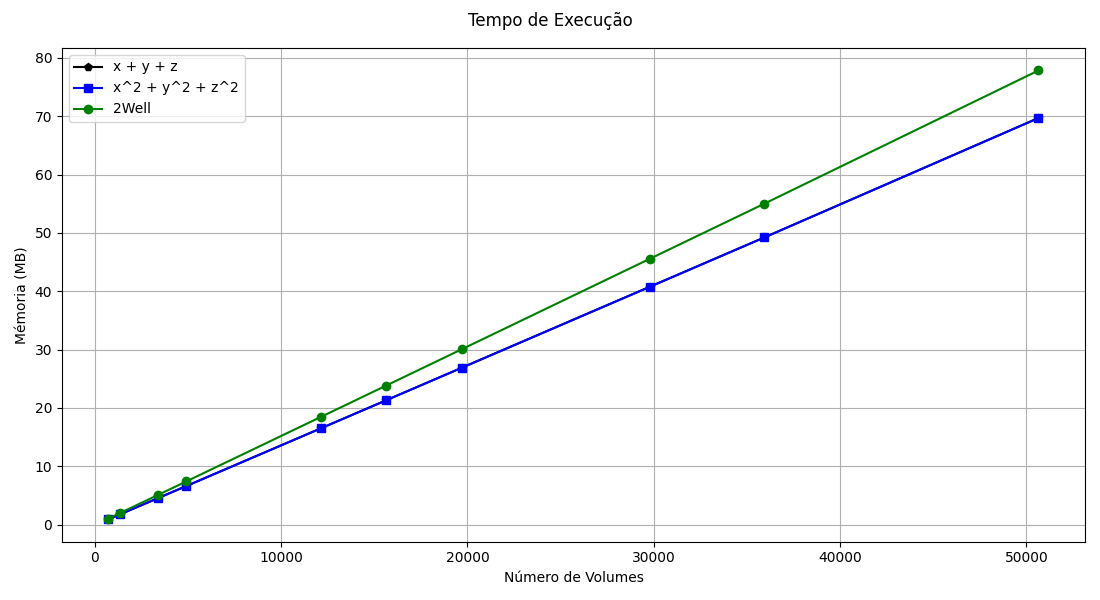 Tempo de Execução
x + y + z
x^2 + y^2 + z^2
2Well
80
70
60
50
40
30
20
10
0
Mémoria (MB)
0 10000 20000 30000 40000 50000
Número de Volumes